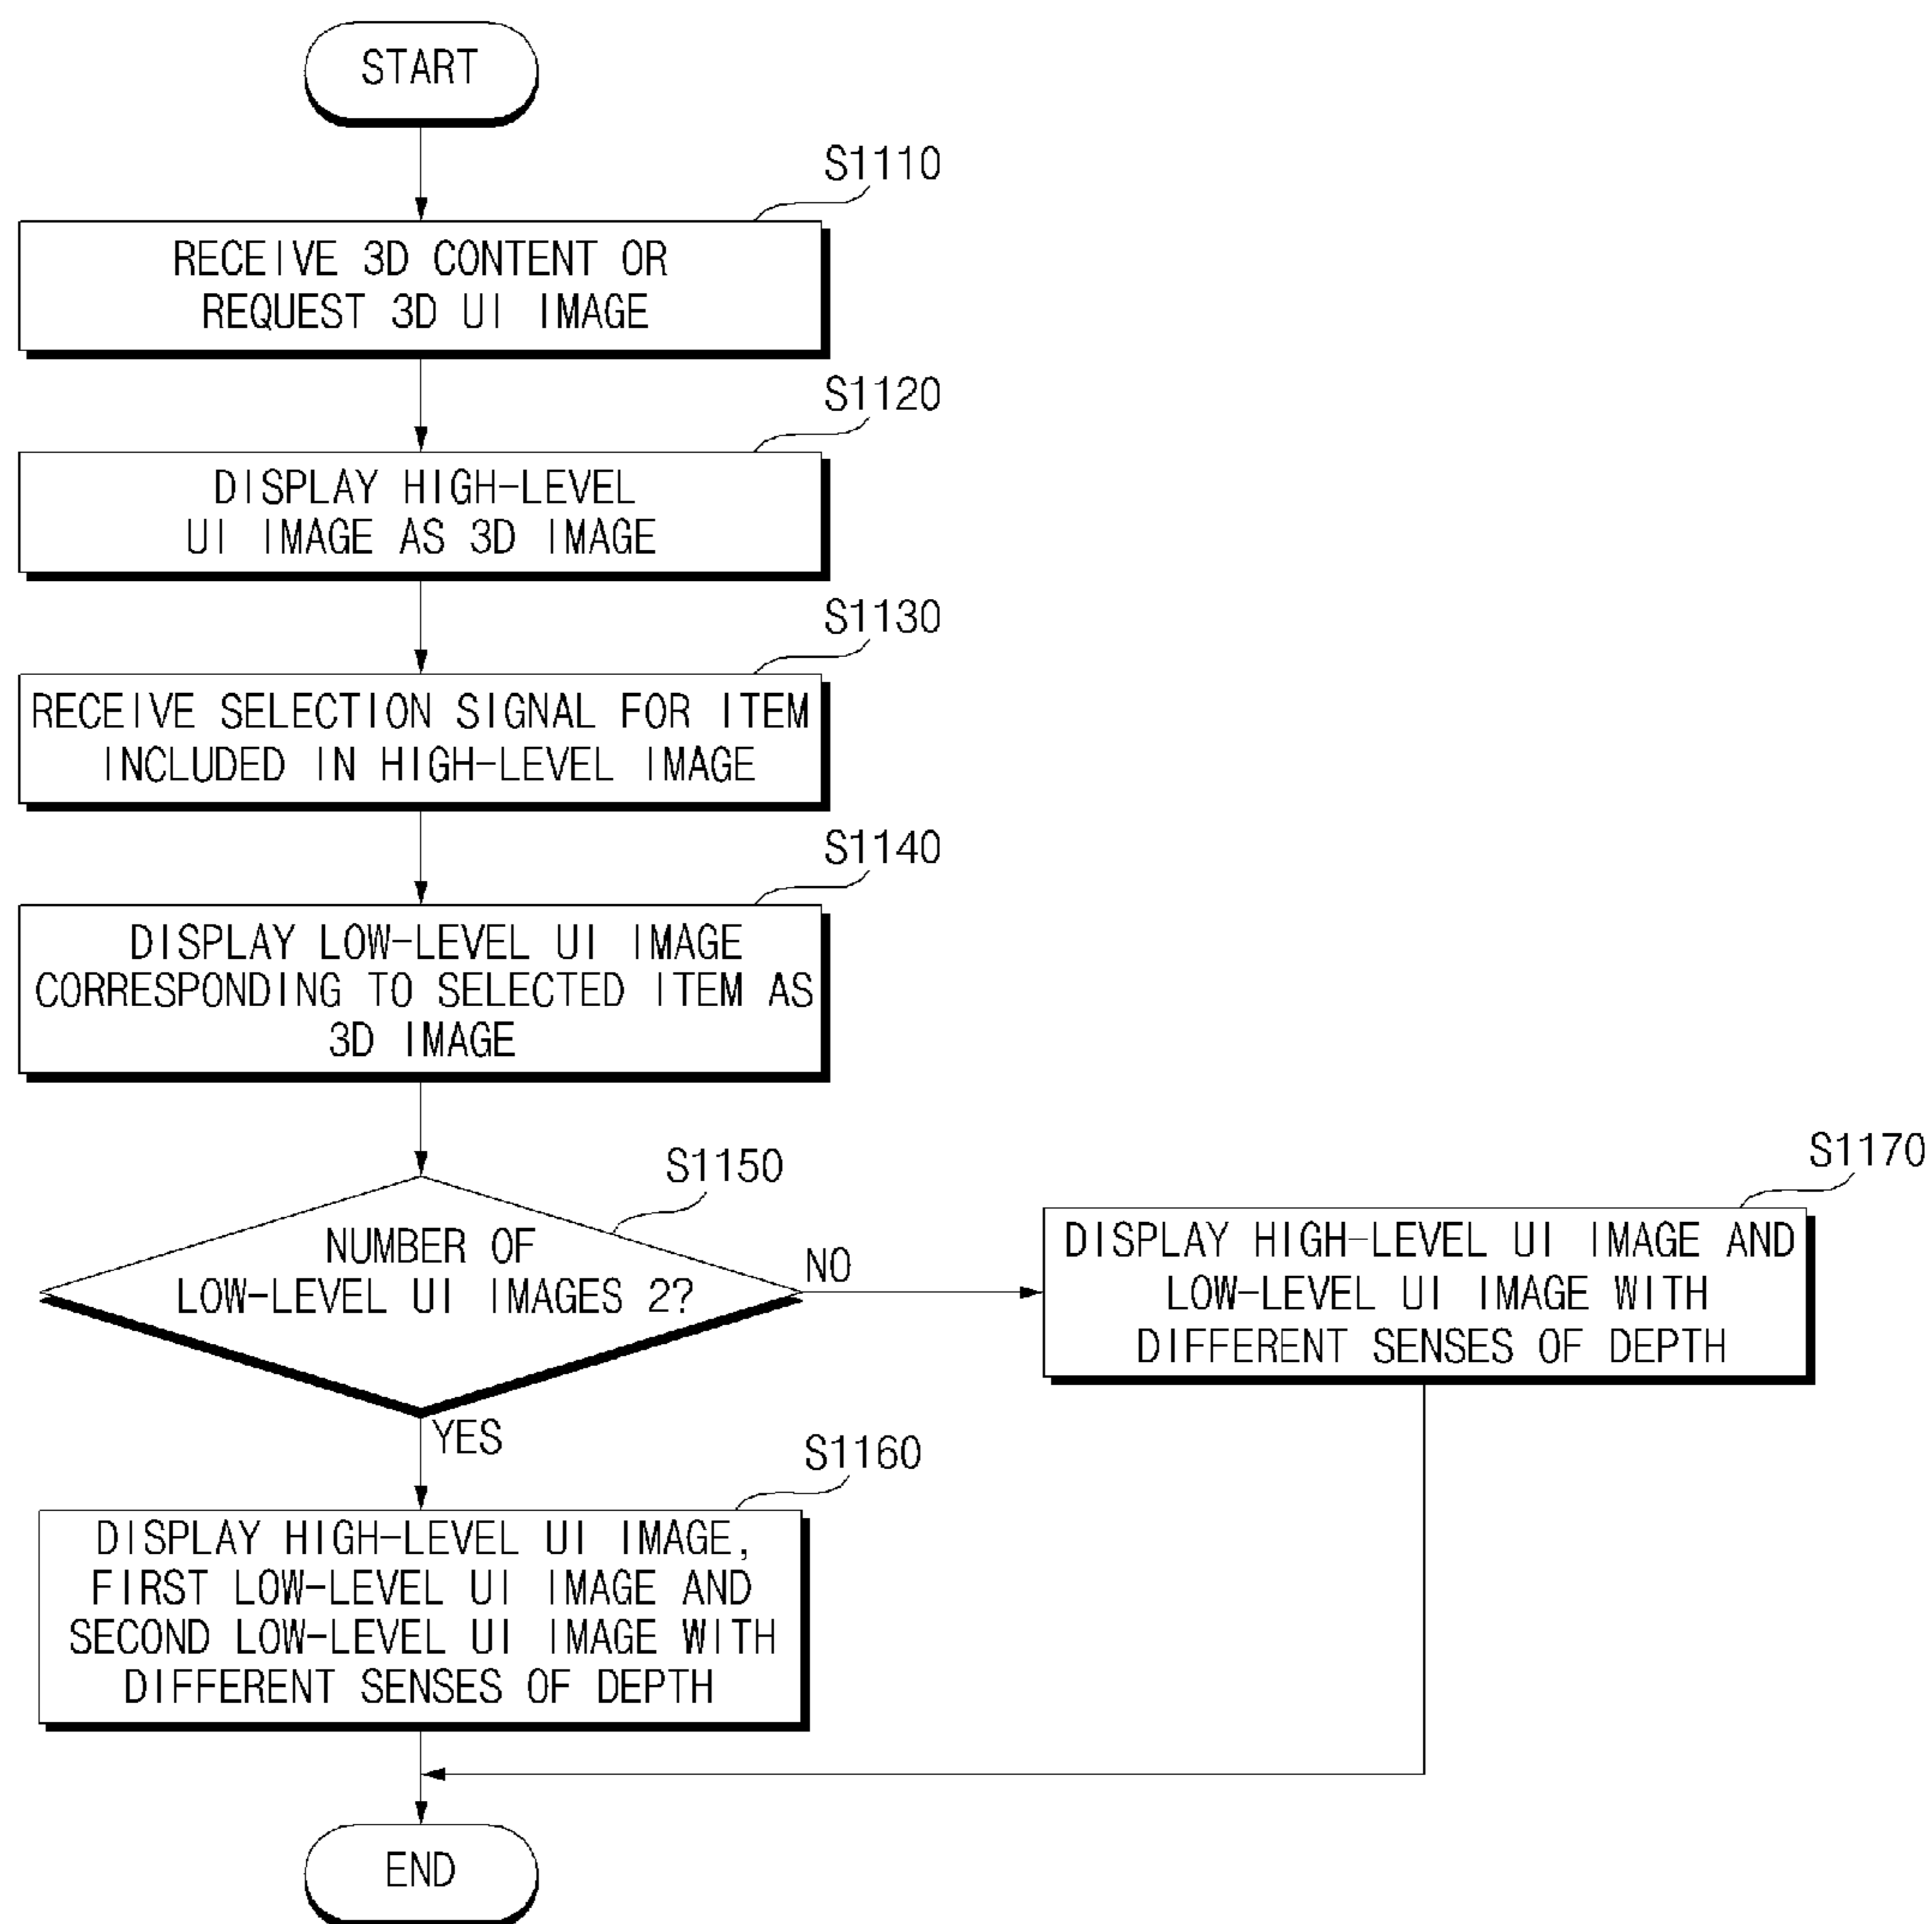 START
S1110
RECEIVE 3D CONTENT OR
REQUEST 3D UI IMAGE
S1120
DISPLAY HIGH-LEVEL
UI IMAGE AS 3D IMAGE
S1130
RECEIVE SELECTION SIGNAL FOR ITEM
INCLUDED IN HIGH-LEVEL IMAGE
S1140
DISPLAY LOW-LEVEL UI IMAGE
CORRESPONDING TO SELECTED ITEM AS
3D IMAGE
S1150
NUMBER OF
LOW-LEVEL UI IMAGES 2?
NO
S1170
DISPLAY HIGH-LEVEL UI IMAGE AND
LOW-LEVEL UI IMAGE WITH
DIFFERENT SENSES OF DEPTH
YES
S1160
DISPLAY HIGH-LEVEL UI IMAGE,
FIRST LOW-LEVEL UI IMAGE AND
SECOND LOW-LEVEL UI IMAGE WITH
DIFFERENT SENSES OF DEPTH
END